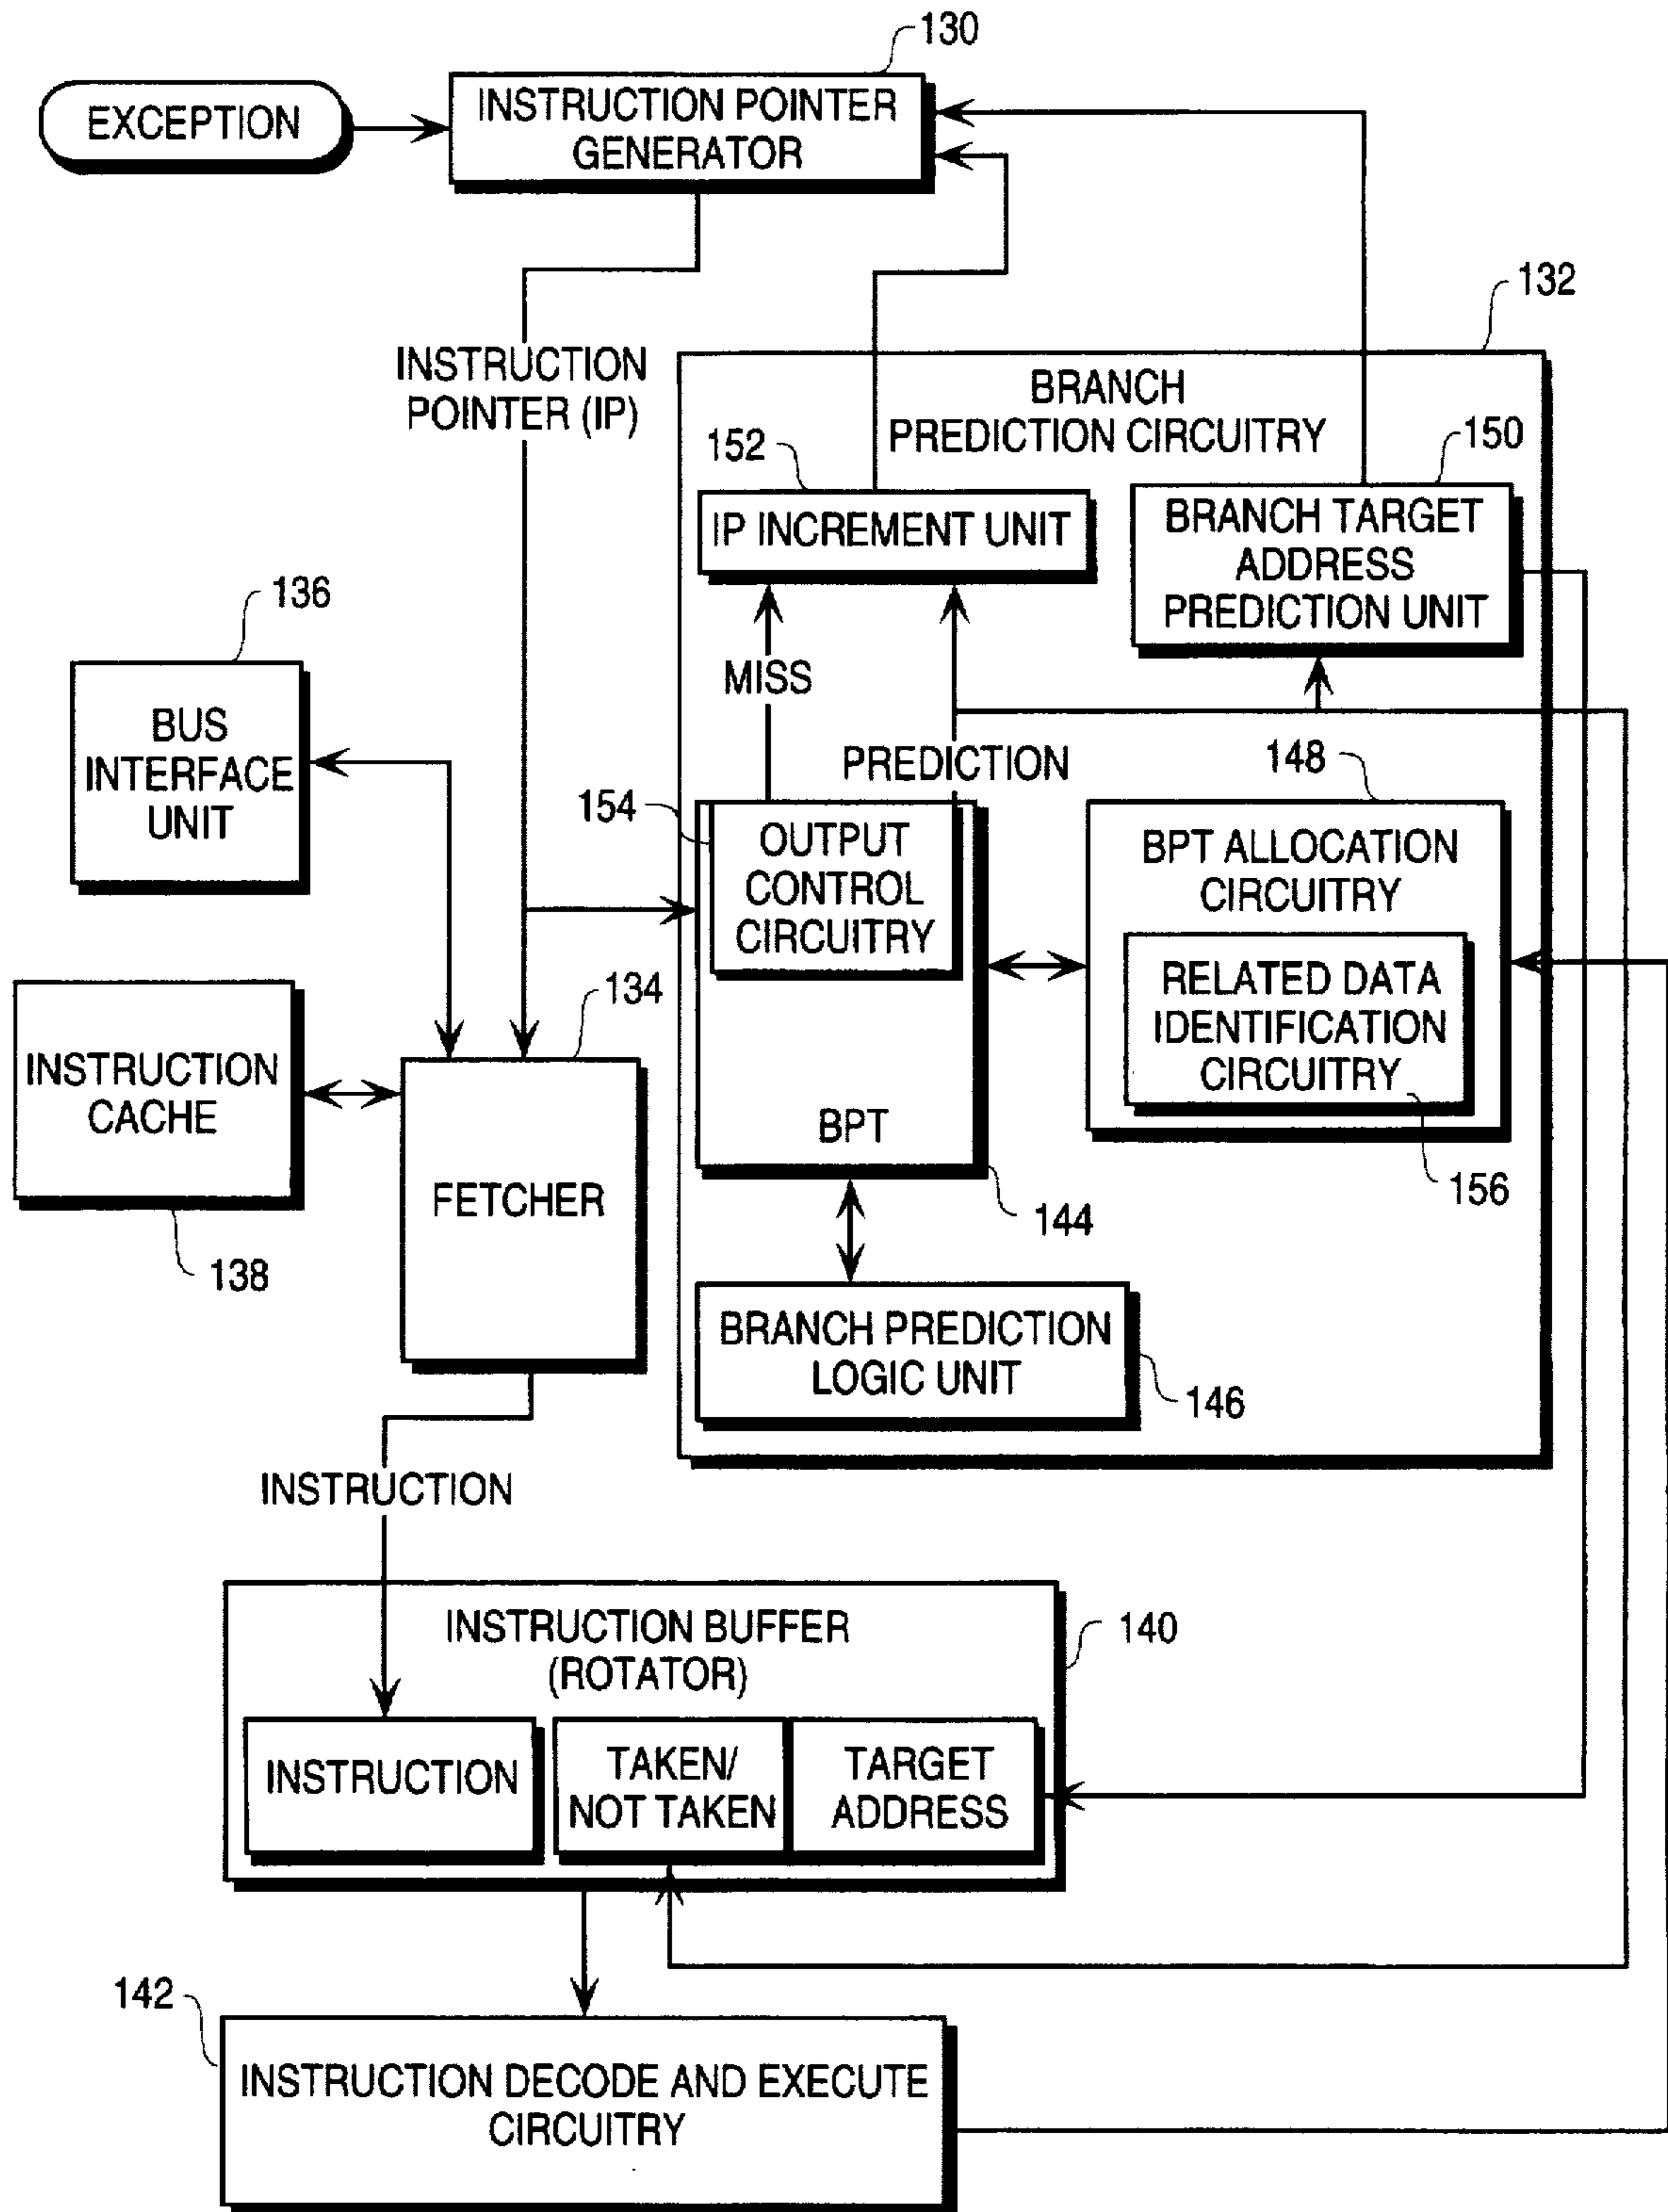 130
EXCEPTION
INSTRUCTION POINTER
GENERATOR
132
INSTRUCTION
POINTER (IP)
BRANCH
PREDICTION CIRCUITRY
152
150
IP INCREMENT UNIT
BRANCH TARGET
ADDRESS
PREDICTION UNIT
136
MISS
BUS
INTERFACE
UNIT
PREDICTION
148
154
OUTPUT
CONTROL
CIRCUITRY
BPT ALLOCATION
CIRCUITRY
RELATED DATA
IDENTIFICATION
CIRCUITRY
134
INSTRUCTION
CACHE
BPT
FETCHER
156
144
138
BRANCH PREDICTION
LOGIC UNIT
146
INSTRUCTION
INSTRUCTION BUFFER
(ROTATOR)
140
INSTRUCTION
TAKEN/
NOT TAKEN
TARGET
ADDRESS
142
INSTRUCTION DECODE AND EXECUTE
CIRCUITRY